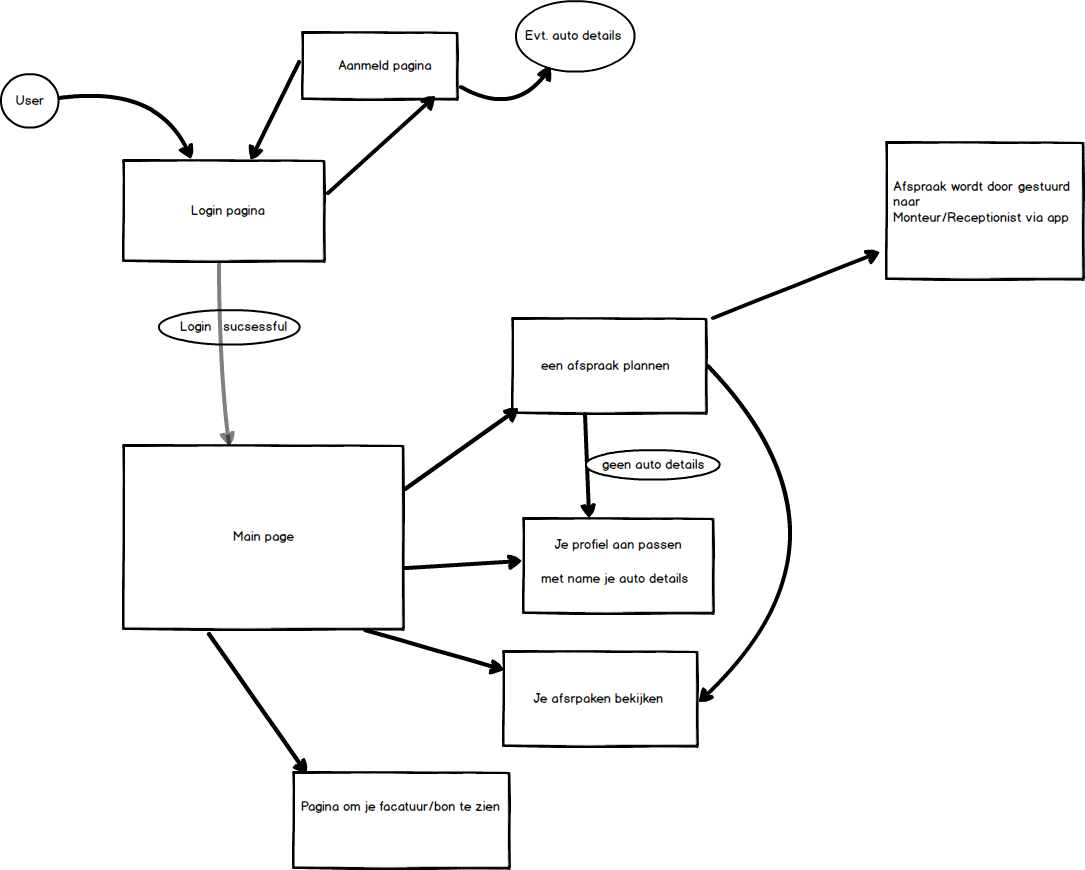 Evt. auto details
Aanmeld pagina
User
Login pagina
Afspraak wordt door gestuurd
naar
Monteur/Receptionist via app
Login sucsessful
een afspraak plannen
geen auto details
Main page
Je profiel aan passen
met name je auto details
Je afsrpaken bekijken
Pagina om je facatuur/bon te zien